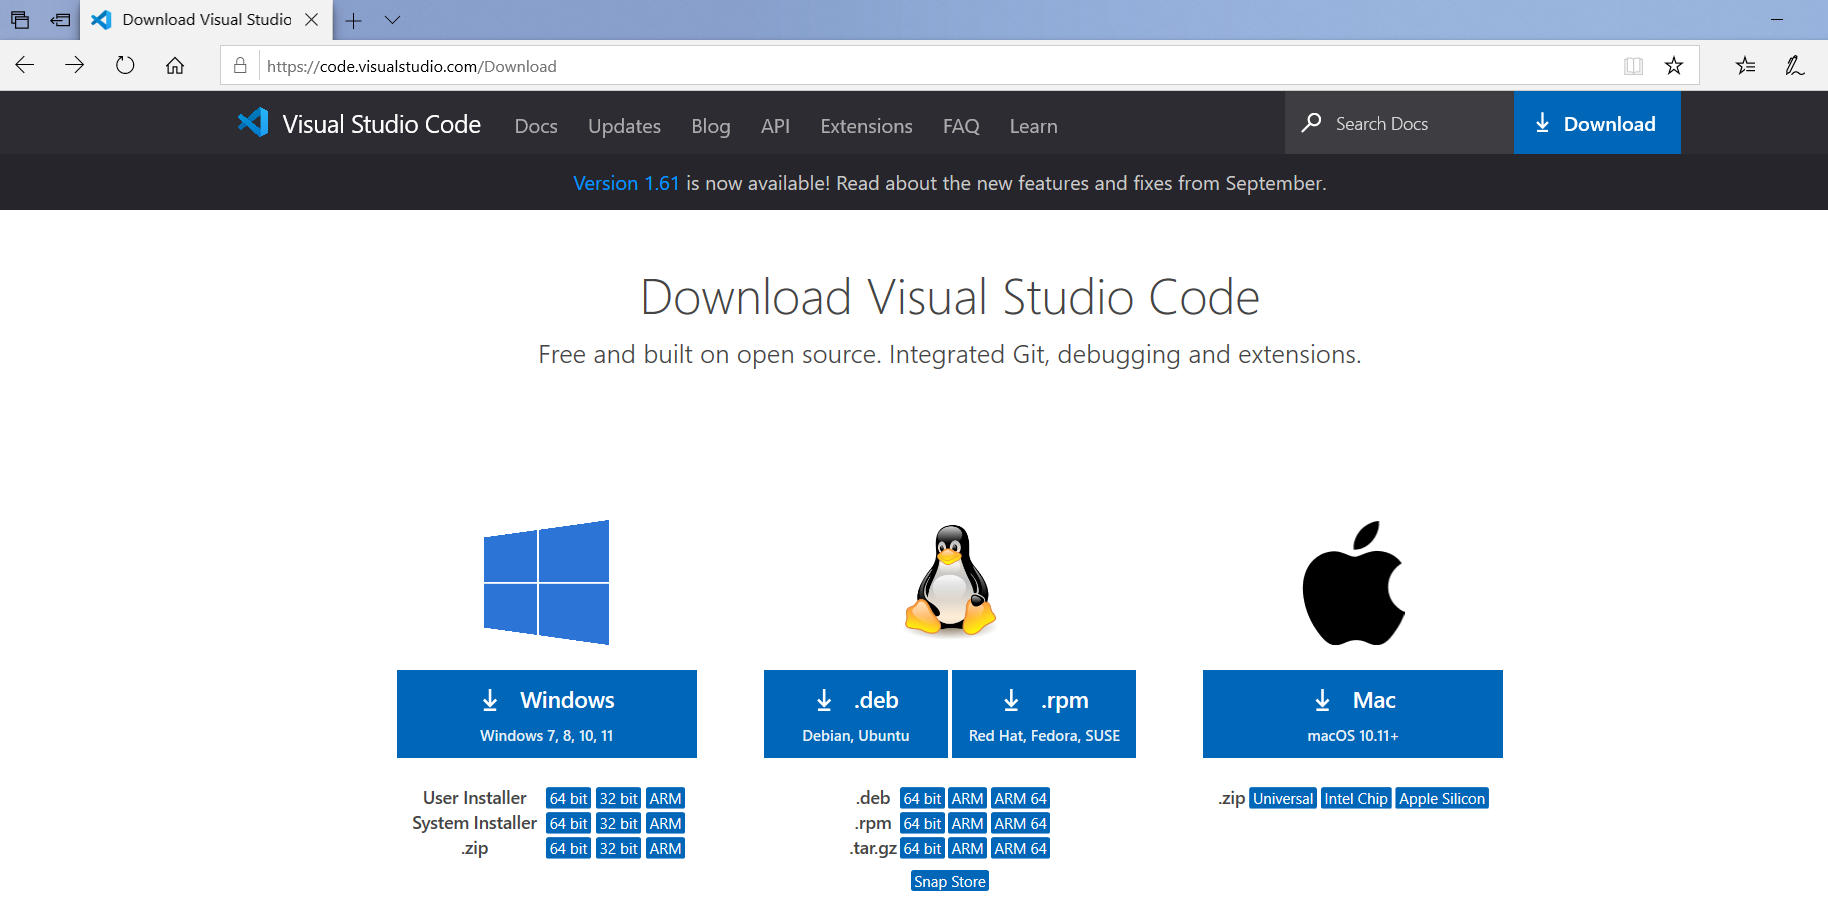 Download Visual Studio
https://code.visualstudio.com/Download
Visual Studio Code Docs Updates Blog API Extensions FAQ Learn Search Docs Download
Version 1.61 is now available! Read about the new features and fixes from September.
Download Visual Studio Code
Free and built on open source. Integrated Git, debugging and extensions.
Windows
Windows 7, 8, 10, 11
User Installer 64 bit 32 bit ARM
System Installer 64 bit 32 bit ARM
.zip 64 bit 32 bit ARM
.deb
Debian, Ubuntu
.rpm
Red Hat, Fedora, SUSE
.deb 64 bit ARM ARM 64
.rpm 64 bit ARM ARM 64
.tar.gz 64 bit ARM ARM 64
Snap Store
Mac
macOS 10.11+
.zip Universal Intel Chip Apple Silicon